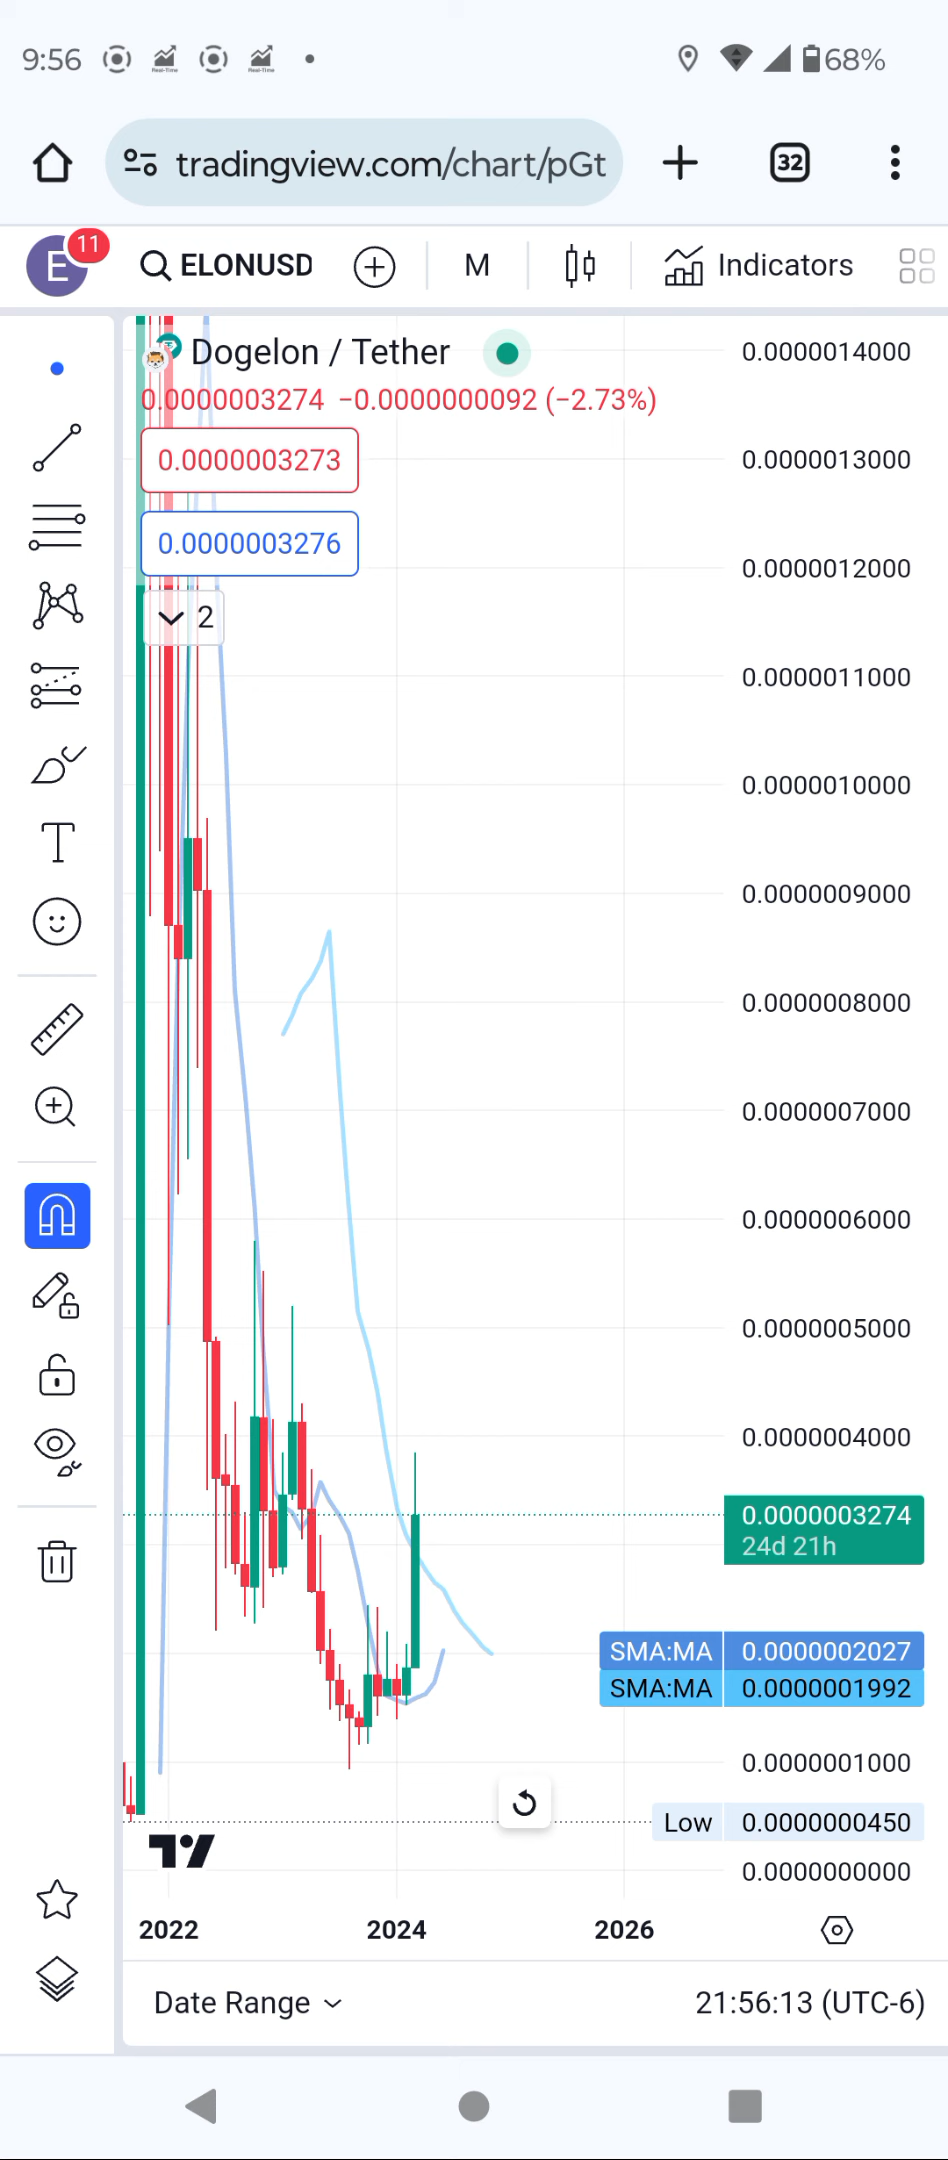 9:56 68%
tradingview.com/chart/pGt 32
E 11 ELONUSD M Indicators
Dogelon / Tether
0.0000003274 −0.0000000092 (−2.73%)
0.0000003273
0.0000003276
2
0.0000014000
0.0000013000
0.0000012000
0.0000011000
0.0000010000
0.0000009000
0.0000008000
0.0000007000
0.0000006000
0.0000005000
0.0000004000
0.0000003274
24d 21h
SMA:MA 0.0000002027
SMA:MA 0.0000001992
0.0000001000
Low 0.0000000450
0.0000000000
2022 2024 2026
Date Range 21:56:13 (UTC-6)